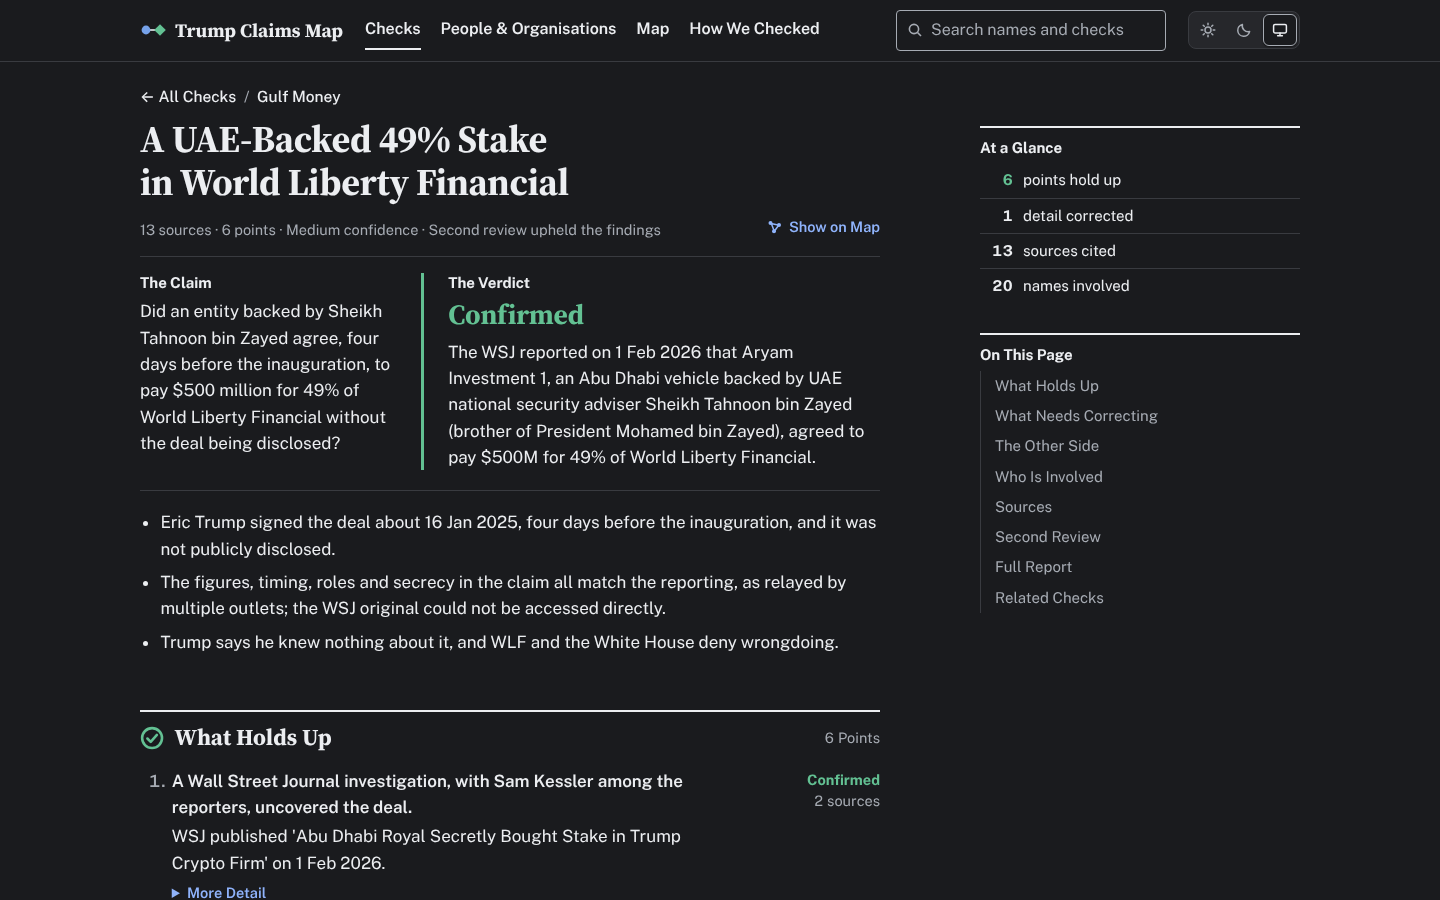 Trump Claims Map
Checks
People & Organisations
Map
How We Checked
Search names and checks
← All Checks / Gulf Money
A UAE-Backed 49% Stake
in World Liberty Financial
13 sources · 6 points · Medium confidence · Second review upheld the findings
Show on Map
The Claim
Did an entity backed by Sheikh
Tahnoon bin Zayed agree, four
days before the inauguration, to
pay $500 million for 49% of
World Liberty Financial without
the deal being disclosed?
The Verdict
Confirmed
The WSJ reported on 1 Feb 2026 that Aryam
Investment 1, an Abu Dhabi vehicle backed by UAE
national security adviser Sheikh Tahnoon bin Zayed
(brother of President Mohamed bin Zayed), agreed to
pay $500M for 49% of World Liberty Financial.
• Eric Trump signed the deal about 16 Jan 2025, four days before the inauguration, and it was
not publicly disclosed.
• The figures, timing, roles and secrecy in the claim all match the reporting, as relayed by
multiple outlets; the WSJ original could not be accessed directly.
• Trump says he knew nothing about it, and WLF and the White House deny wrongdoing.
What Holds Up
6 Points
1. A Wall Street Journal investigation, with Sam Kessler among the
reporters, uncovered the deal.
Confirmed
2 sources
WSJ published 'Abu Dhabi Royal Secretly Bought Stake in Trump
Crypto Firm' on 1 Feb 2026.
More Detail
At a Glance
6 points hold up
1 detail corrected
13 sources cited
20 names involved
On This Page
What Holds Up
What Needs Correcting
The Other Side
Who Is Involved
Sources
Second Review
Full Report
Related Checks